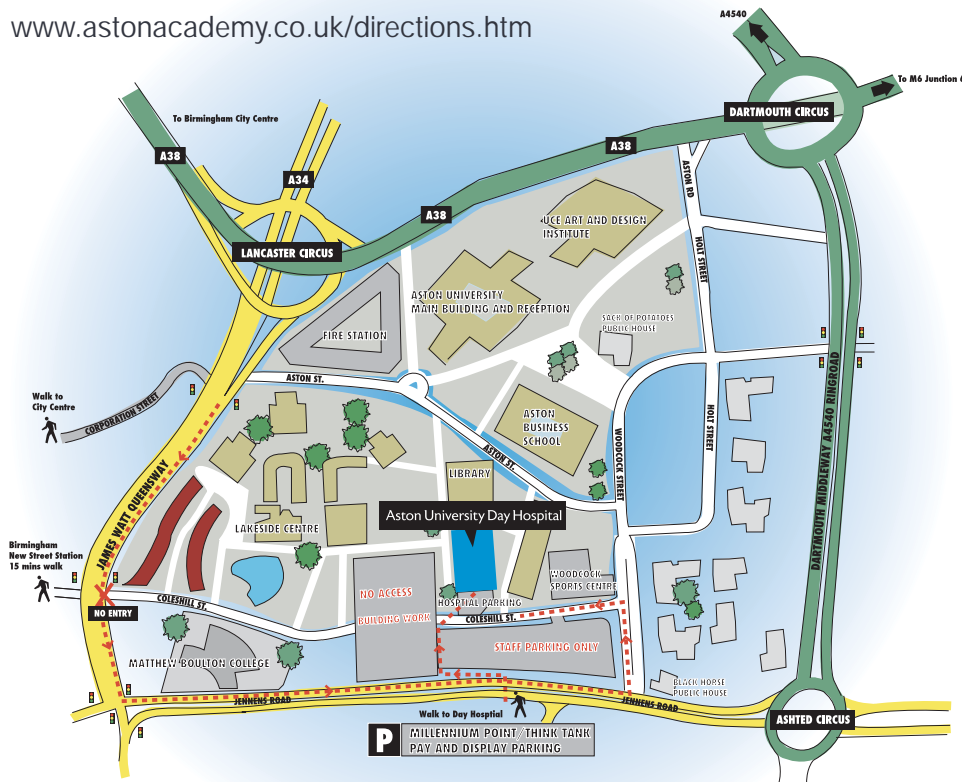 www.astonacademy.co.uk/directions.htm
A4540
To M6 Junction 6
DARTMOUTH CIRCUS
To Birmingham City Centre
A38
A38
A34
A38
ASTON RD
UCE ART AND DESIGN
INSTITUTE
LANCASTER CIRCUS
HOLT STREET
ASTON UNIVERSITY
MAIN BUILDING AND RECEPTION
SACK OF POTATOES
PUBLIC HOUSE
FIRE STATION
ASTON ST.
Walk to
City Centre
CORPORATION STREET
ASTON
BUSINESS
SCHOOL
HOLT STREET
WOODCOCK STREET
ASTON ST.
DARTMOUTH MIDDLEWAY A4540 RINGROAD
JAMES WATT QUEENSWAY
LIBRARY
Aston University Day Hospital
LAKESIDE CENTRE
Birmingham
New Street Station
15 mins walk
WOODCOCK
SPORTS CENTRE
NO ACCESS
BUILDING WORK
HOSPTIAL PARKING
COLESHILL ST.
NO ENTRY
COLESHILL ST.
STAFF PARKING ONLY
MATTHEW BOULTON COLLEGE
BLACK HORSE
PUBLIC HOUSE
JENNENS ROAD
JENNENS ROAD
Walk to Day Hosptial
ASHTED CIRCUS
P
MILLENNIUM POINT/THINK TANK
PAY AND DISPLAY PARKING